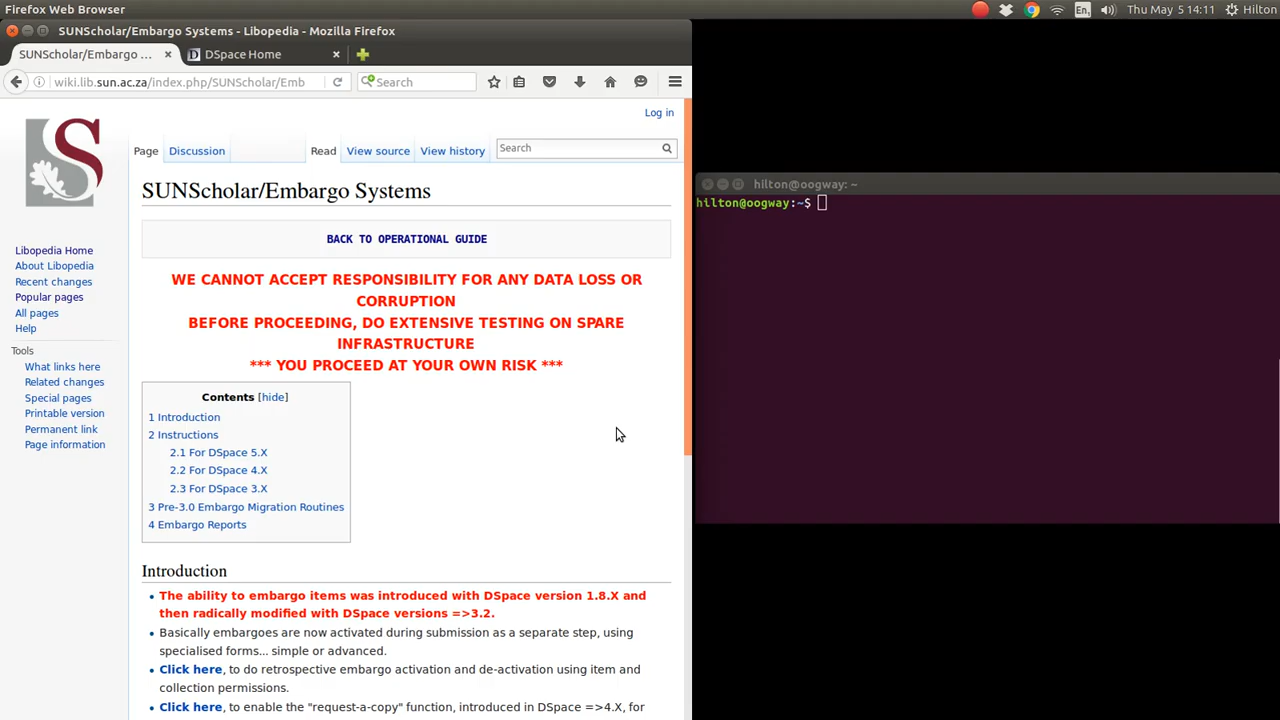 Firefox Web Browser
En1
Thu May 5 14:11
Hilton
SUNScholar/Embargo Systems - Libopedia - Mozilla Firefox
SUNScholar/Embargo ...
DSpace Home
wiki.lib.sun.ac.za/index.php/SUNScholar/Emb
Search
Log in
Page
Discussion
Read
View source
View history
Search
SUNScholar/Embargo Systems
BACK TO OPERATIONAL GUIDE
WE CANNOT ACCEPT RESPONSIBILITY FOR ANY DATA LOSS OR
CORRUPTION
BEFORE PROCEEDING, DO EXTENSIVE TESTING ON SPARE
INFRASTRUCTURE
*** YOU PROCEED AT YOUR OWN RISK ***
Libopedia Home
About Libopedia
Recent changes
Popular pages
All pages
Help
Tools
What links here
Related changes
Special pages
Printable version
Permanent link
Page information
Contents [hide]
1 Introduction
2 Instructions
2.1 For DSpace 5.X
2.2 For DSpace 4.X
2.3 For DSpace 3.X
3 Pre-3.0 Embargo Migration Routines
4 Embargo Reports
Introduction
• The ability to embargo items was introduced with DSpace version 1.8.X and
then radically modified with DSpace versions =>3.2.
• Basically embargoes are now activated during submission as a separate step, using
specialised forms... simple or advanced.
• Click here, to do retrospective embargo activation and de-activation using item and
collection permissions.
• Click here, to enable the "request-a-copy" function, introduced in DSpace =>4.X, for
hilton@oogway: ~
hilton@oogway:~$